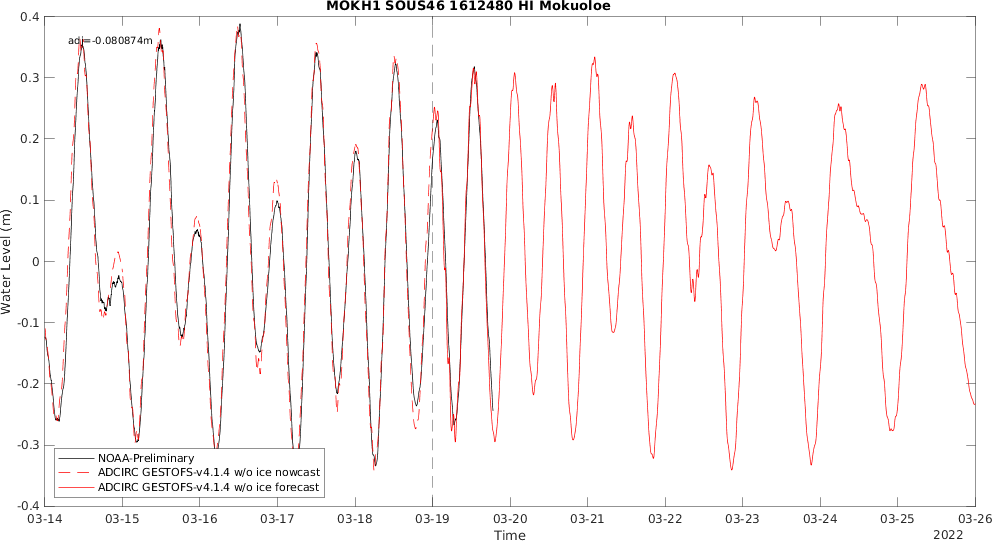 MOKH1 SOUS46 1612480 HI Mokuoloe
adj=-0.080874m
Water Level (m)
0.4
0.3
0.2
0.1
0
-0.1
-0.2
-0.3
-0.4
NOAA-Preliminary
ADCIRC GESTOFS-v4.1.4 w/o ice nowcast
ADCIRC GESTOFS-v4.1.4 w/o ice forecast
03-14 03-15 03-16 03-17 03-18 03-19 03-20 03-21 03-22 03-23 03-24 03-25 03-26
Time
2022